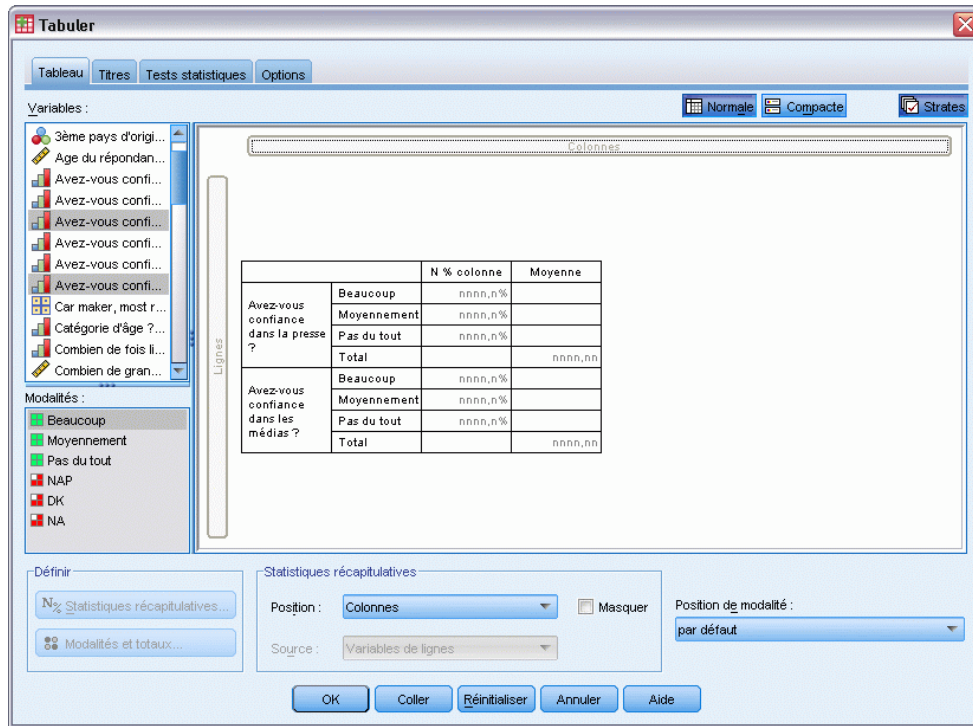 Tabuler
Tableau
Titres
Tests statistiques
Options
Variables :
Normale
Compacte
Strates
3ème pays d'origi...
Age du répondan...
Avez-vous confi...
Avez-vous confi...
Avez-vous confi...
Avez-vous confi...
Avez-vous confi...
Avez-vous confi...
Car maker, most r...
Catégorie d'âge ?...
Combien de fois li...
Combien de gran...
Modalités :
Beaucoup
Moyennement
Pas du tout
NAP
DK
NA
Colonnes
Lignes
N % colonne
Moyenne
Avez-vous
confiance
dans la presse
?
Beaucoup
nnnn,n%
Moyennement
nnnn,n%
Pas du tout
nnnn,n%
Total
nnnn,nn
Avez-vous
confiance
dans les
médias ?
Beaucoup
nnnn,n%
Moyennement
nnnn,n%
Pas du tout
nnnn,n%
Total
nnnn,nn
Définir
N% Statistiques récapitulatives...
Modalités et totaux...
Statistiques récapitulatives
Position :
Colonnes
Masquer
Source :
Variables de lignes
Position de modalité :
par défaut
OK
Coller
Réinitialiser
Annuler
Aide